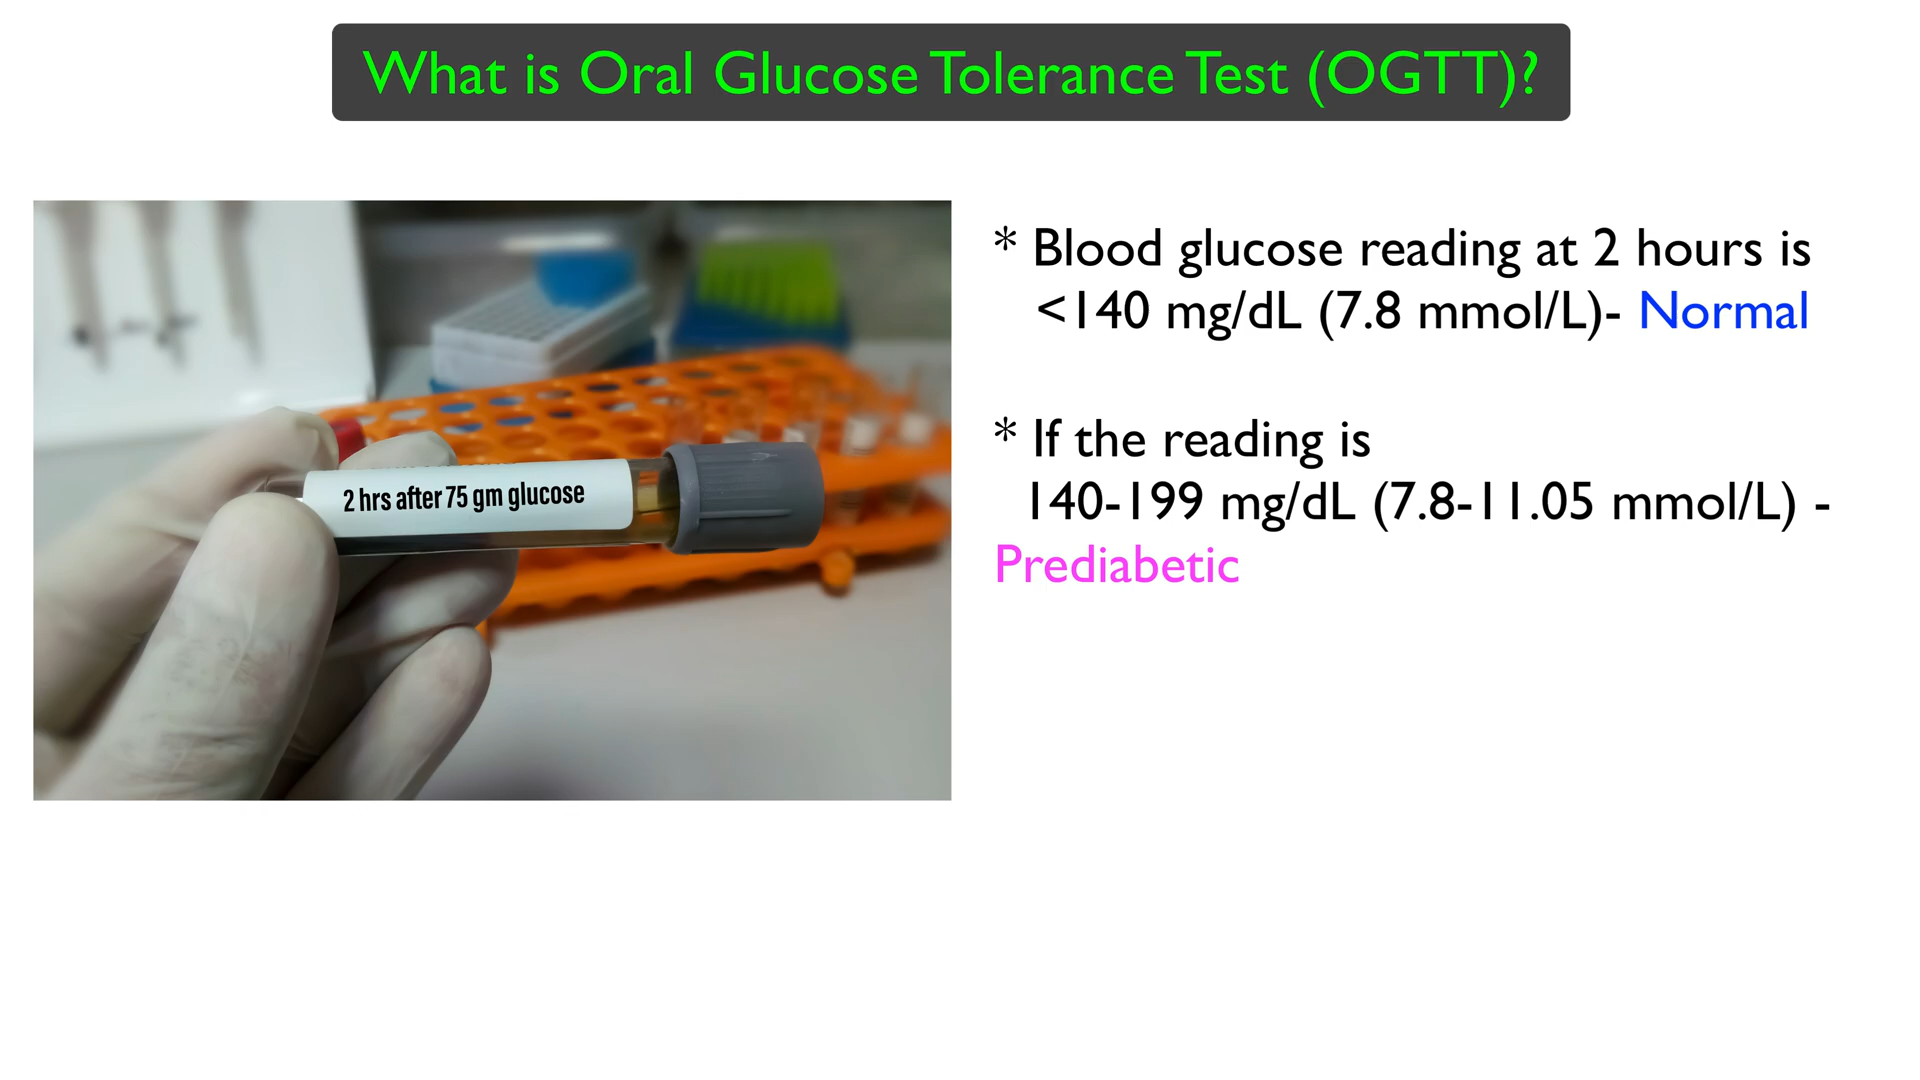 What is Oral Glucose Tolerance Test (OGTT)?
2 hrs after 75 gm glucose
* Blood glucose reading at 2 hours is
<140 mg/dL (7.8 mmol/L)- Normal
* If the reading is
140-199 mg/dL (7.8-11.05 mmol/L) -
Prediabetic